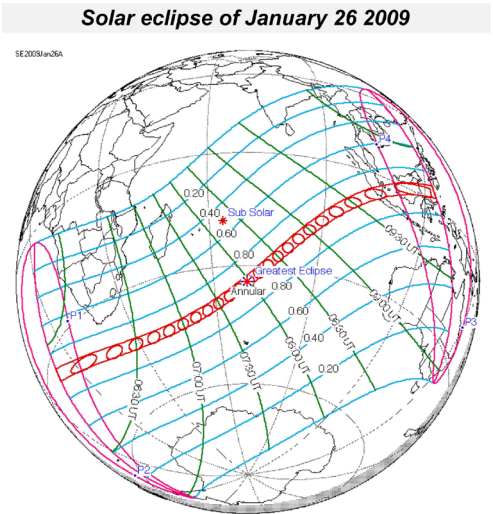 Solar eclipse of January 26 2009
SE2009Jan26A
P4
0.20
0.40
Sub Solar
0.60
0.80
09:30 UT
Greatest Eclipse
Annular
0.80
09:00 UT
P1
0.60
P3
08:30 UT
0.40
08:00 UT
0.20
07:30 UT
07:00 UT
06:30 UT
P2